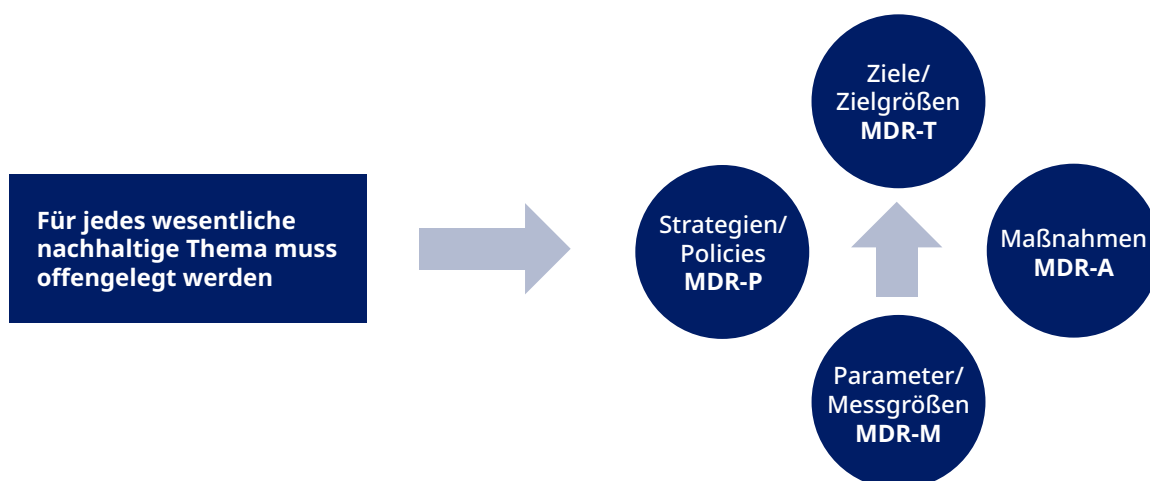 Für jedes wesentliche
nachhaltige Thema muss
offengelegt werden
Strategien/
Policies
MDR-P
Ziele/
Zielgrößen
MDR-T
Maßnahmen
MDR-A
Parameter/
Messgrößen
MDR-M